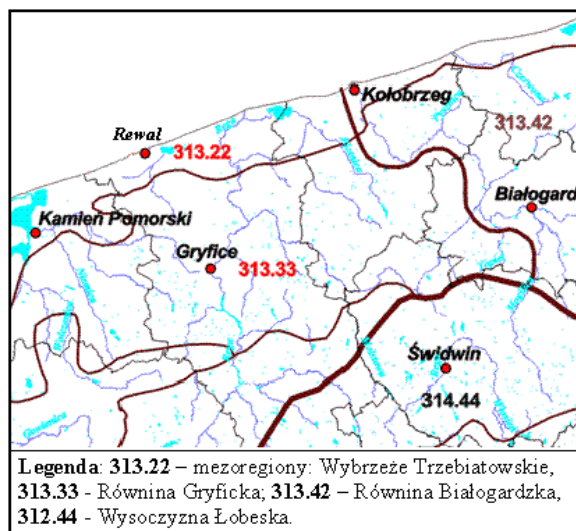 Kołobrzeg
313.42
Rewal
313.22
Białogard
Kamień Pomorski
Gryfice
313.33
Świdwin
314.44
Legenda: 313.22 – mezoregiony: Wybrzeże Trzebiatowskie,
313.33 - Równina Gryficka; 313.42 – Równina Białogardzka,
312.44 - Wysoczyzna Łobeska.